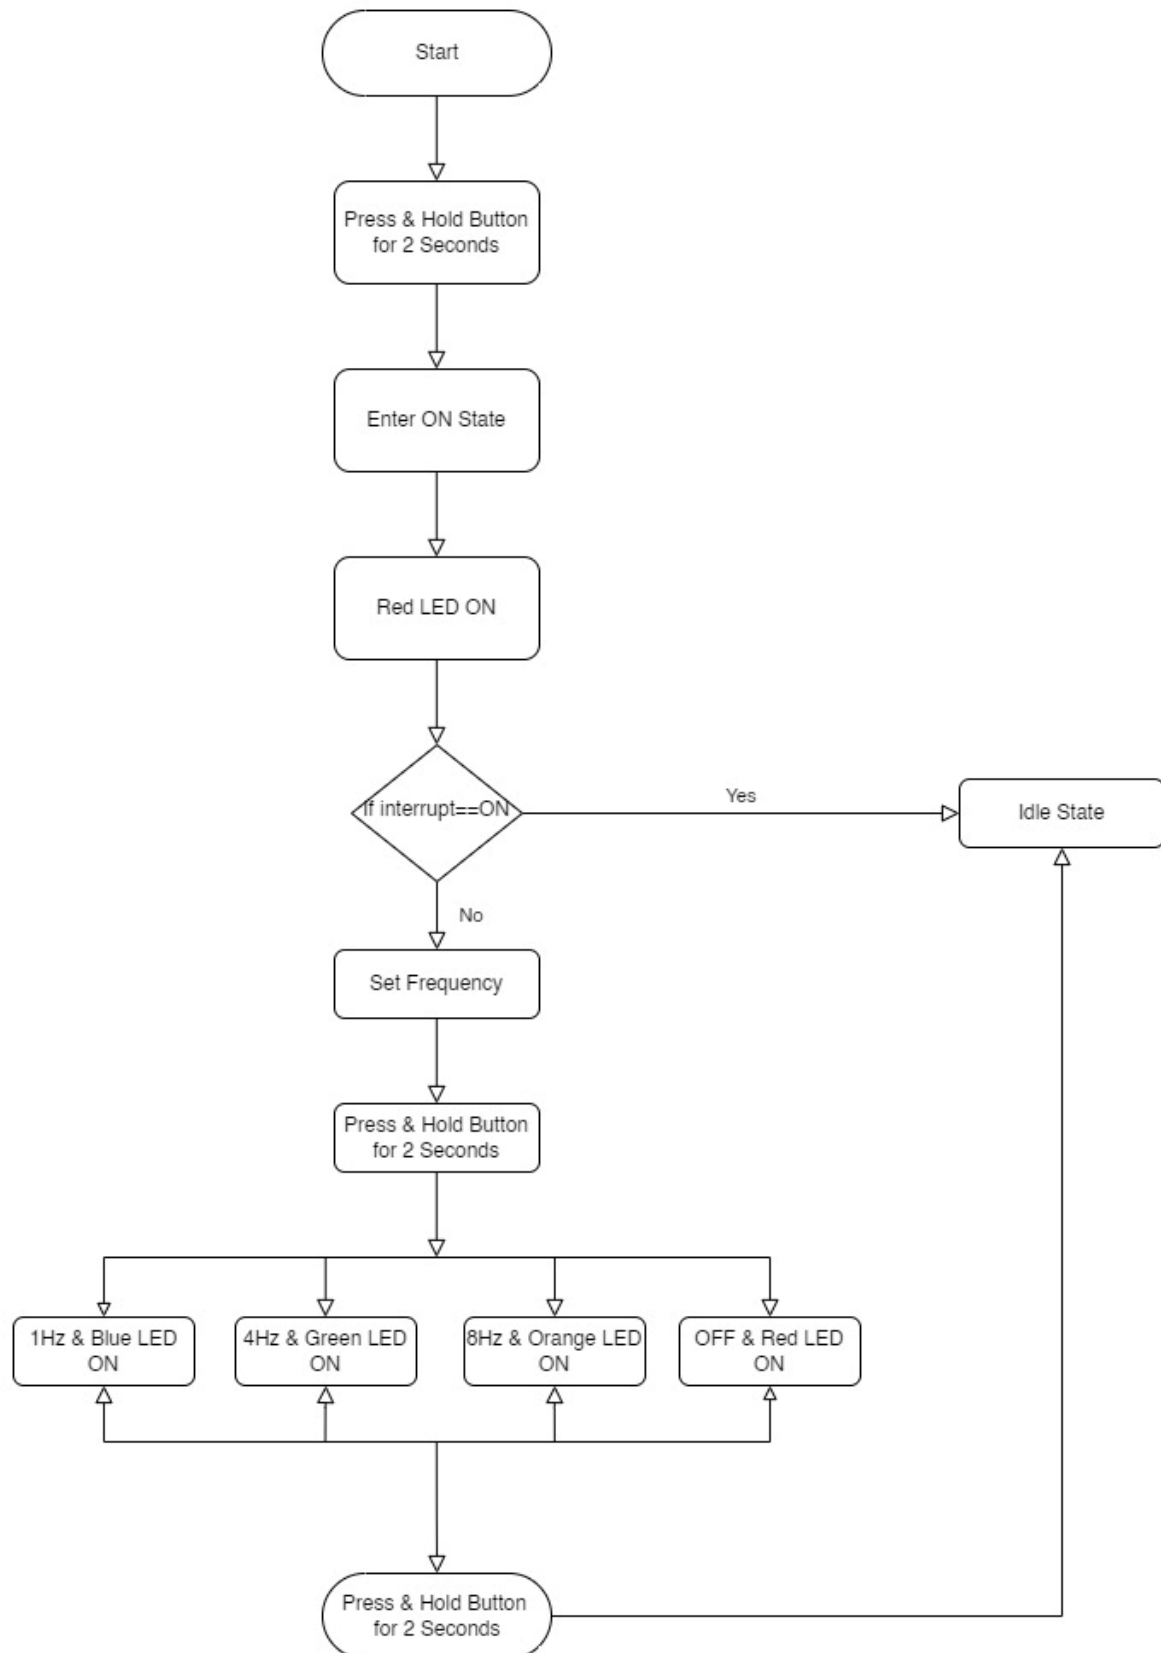 Start
Press & Hold Button
for 2 Seconds
Enter ON State
Red LED ON
If interrupt==ON
Yes
Idle State
No
Set Frequency
Press & Hold Button
for 2 Seconds
1Hz & Blue LED
ON
4Hz & Green LED
ON
8Hz & Orange LED
ON
OFF & Red LED
ON
Press & Hold Button
for 2 Seconds